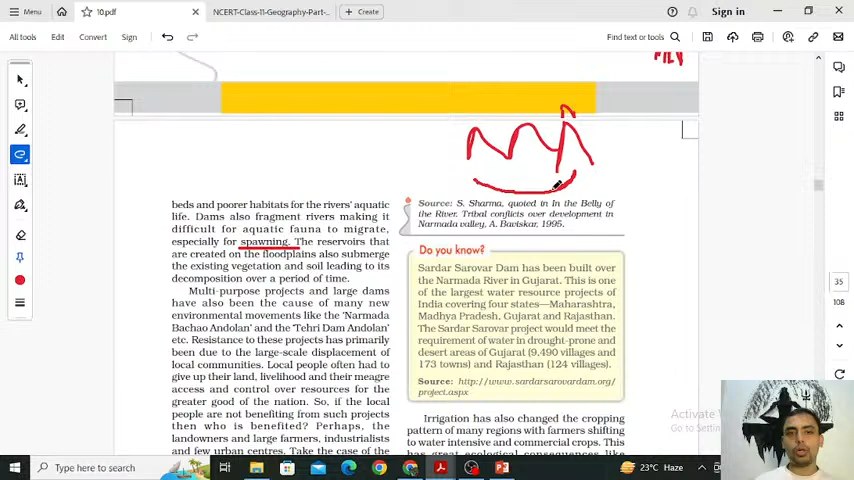 Menu
10.pdf
NCERT-Class-11-Geography-Part-...
Create
Sign in
All tools
Edit
Convert
Sign
Find text or tools
beds and poorer habitats for the rivers' aquatic
life. Dams also fragment rivers making it
difficult for aquatic fauna to migrate,
especially for spawning. The reservoirs that
are created on the floodplains also submerge
the existing vegetation and soil leading to its
decomposition over a period of time.
Multi-purpose projects and large dams
have also been the cause of many new
environmental movements like the 'Narmada
Bachao Andolan' and the 'Tehri Dam Andolan'
etc. Resistance to these projects has primarily
been due to the large-scale displacement of
local communities. Local people often had to
give up their land, livelihood and their meagre
access and control over resources for the
greater good of the nation. So, if the local
people are not benefiting from such projects
then who is benefited? Perhaps, the
landowners and large farmers, industrialists
and few urban centres. Take the case of the
Source: S. Sharma, quoted in In the Belly of
the River. Tribal conflicts over development in
Narmada valley, A. Baviskar, 1995.
Do you know?
Sardar Sarovar Dam has been built over
the Narmada River in Gujarat. This is one
of the largest water resource projects of
India covering four states—Maharashtra,
Madhya Pradesh, Gujarat and Rajasthan.
The Sardar Sarovar project would meet the
requirement of water in drought-prone and
desert areas of Gujarat (9,490 villages and
173 towns) and Rajasthan (124 villages).
Source: http://www.sardarsarovardam.org/
project.aspx
Irrigation has also changed the cropping
pattern of many regions with farmers shifting
to water intensive and commercial crops. This
has great ecological consequences like
35
108
Activate
Go to Setting
Type here to search
23°C Haze